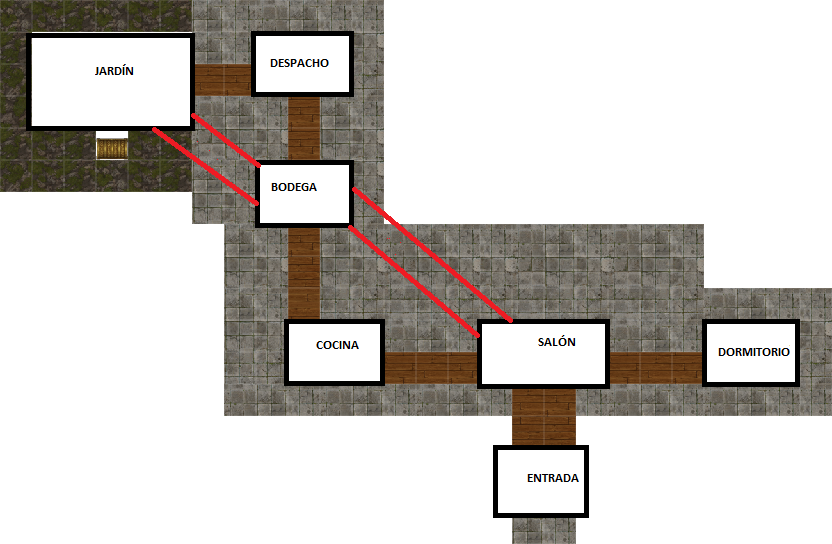 JARDÍN
DESPACHO
BODEGA
COCINA
SALÓN
DORMITORIO
ENTRADA